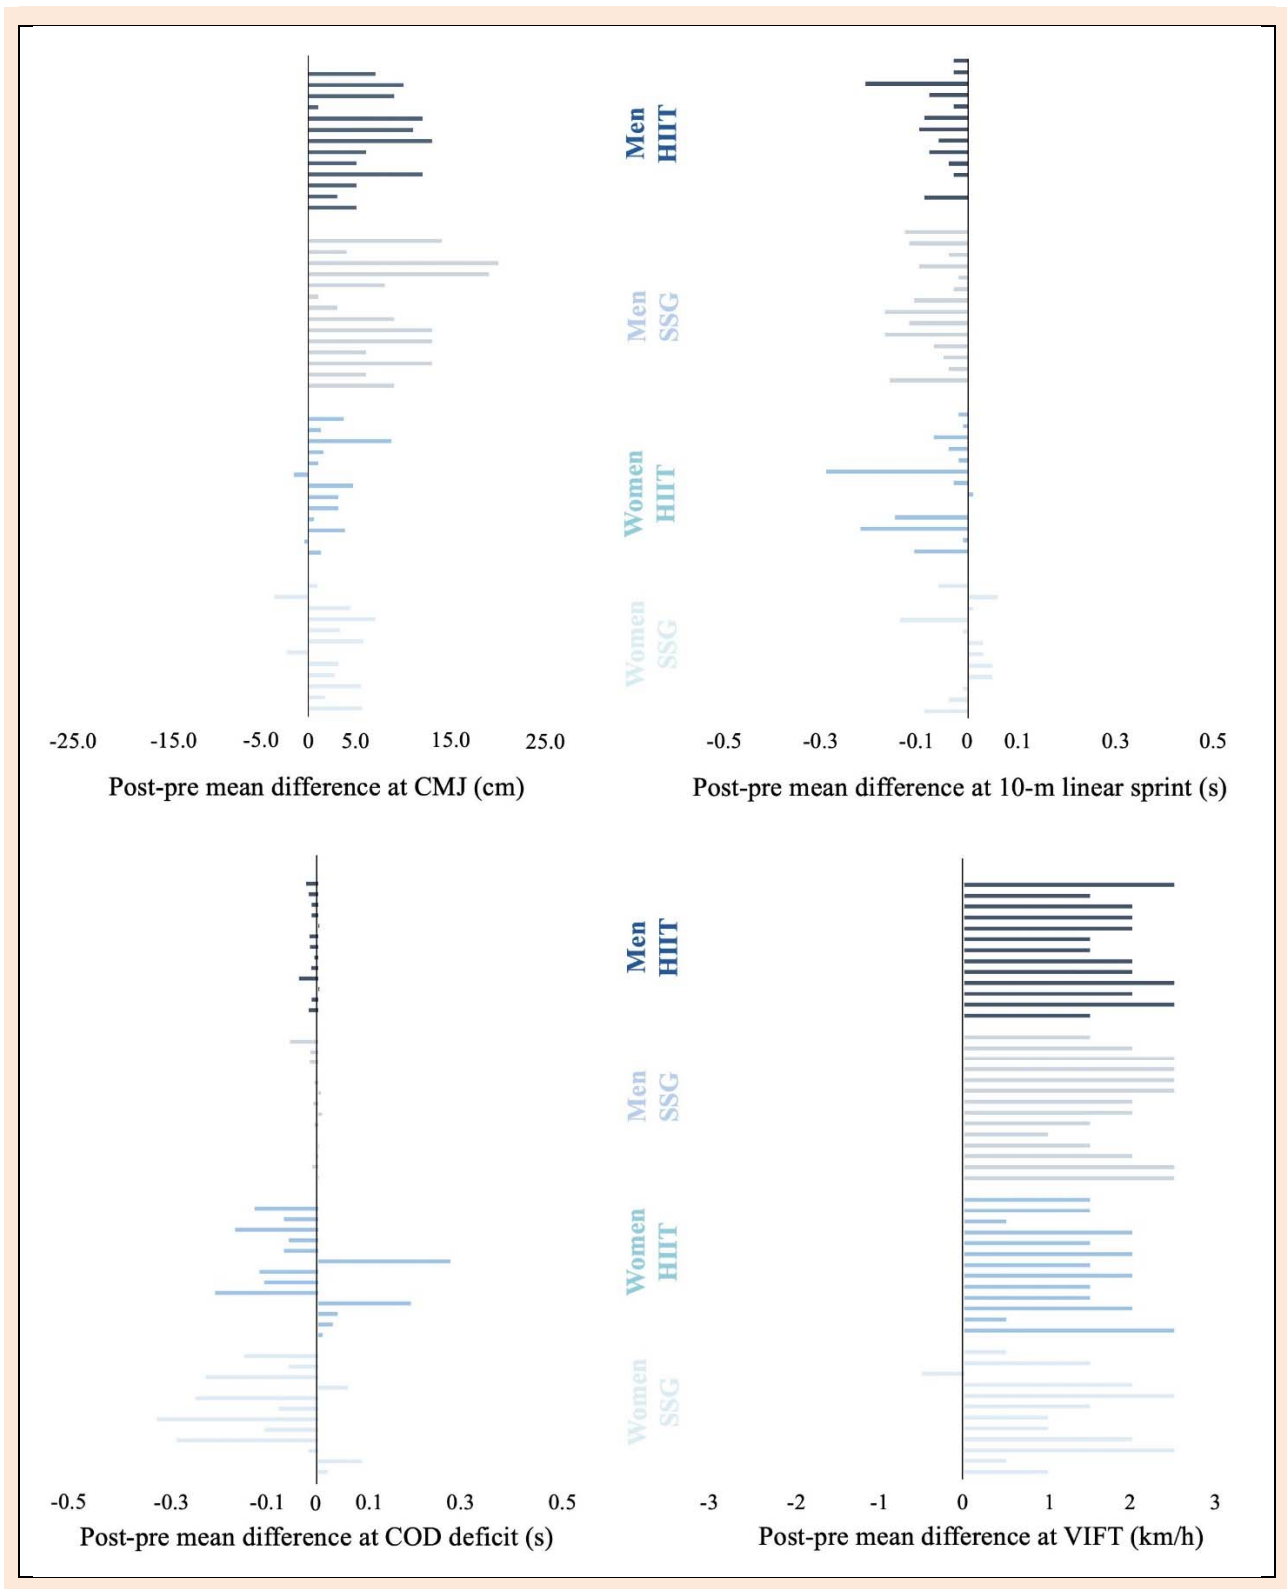 Men
HIIT
Men
SSG
Women
HIIT
Women
SSG
-25.0 -15.0 -5.0 0 5.0 15.0 25.0
Post-pre mean difference at CMJ (cm)
-0.5 -0.3 -0.1 0 0.1 0.3 0.5
Post-pre mean difference at 10-m linear sprint (s)
Men
HIIT
Men
SSG
Women
HIIT
Women
SSG
-0.5 -0.3 -0.1 0 0.1 0.3 0.5
Post-pre mean difference at COD deficit (s)
-3 -2 -1 0 1 2 3
Post-pre mean difference at VIFT (km/h)